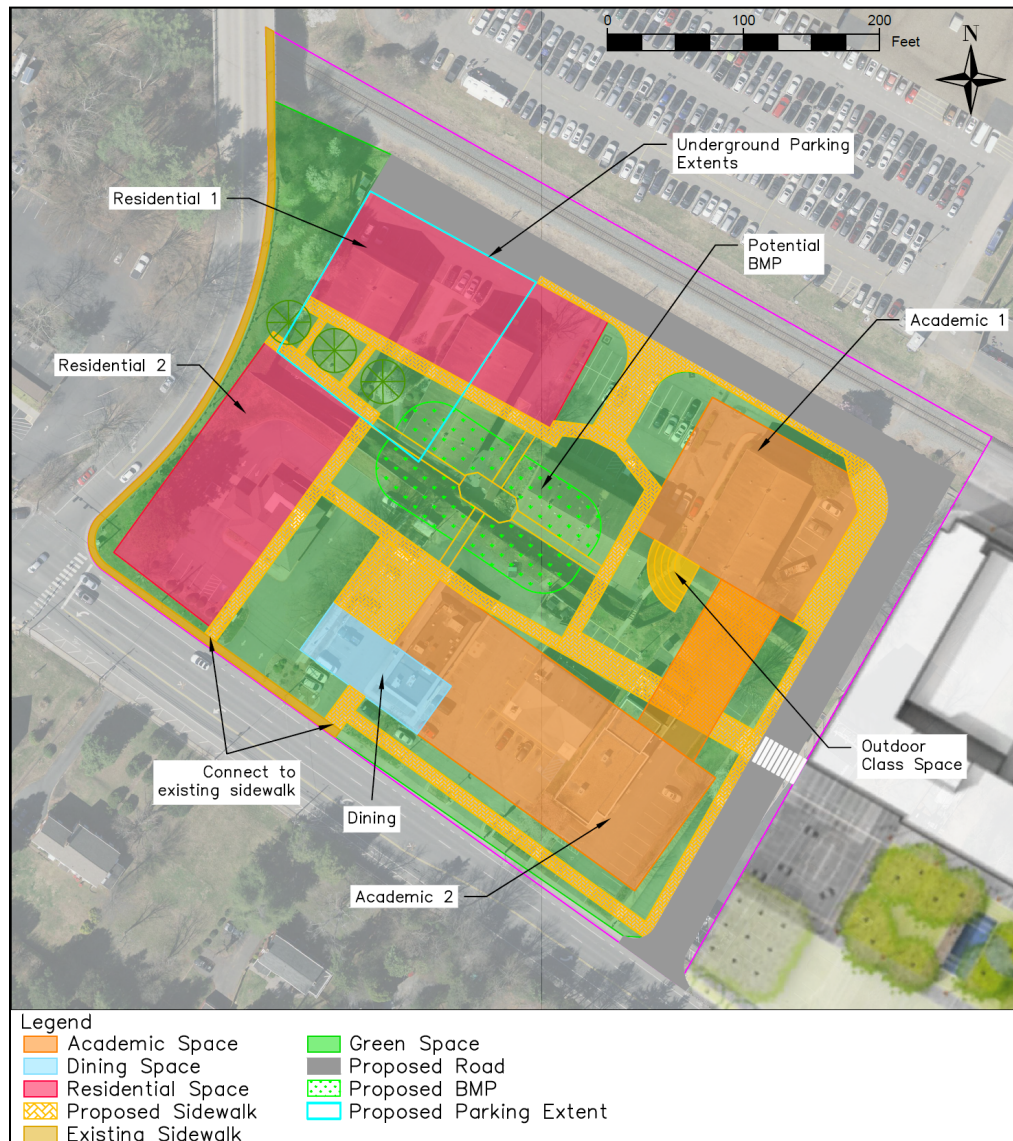 0 100 200
Feet
N
Underground Parking
Extents
Residential 1
Potential
BMP
Academic 1
Residential 2
Outdoor
Class Space
Connect to
existing sidewalk
Dining
Academic 2
Legend
Academic Space
Dining Space
Residential Space
Proposed Sidewalk
Existing Sidewalk
Green Space
Proposed Road
Proposed BMP
Proposed Parking Extent